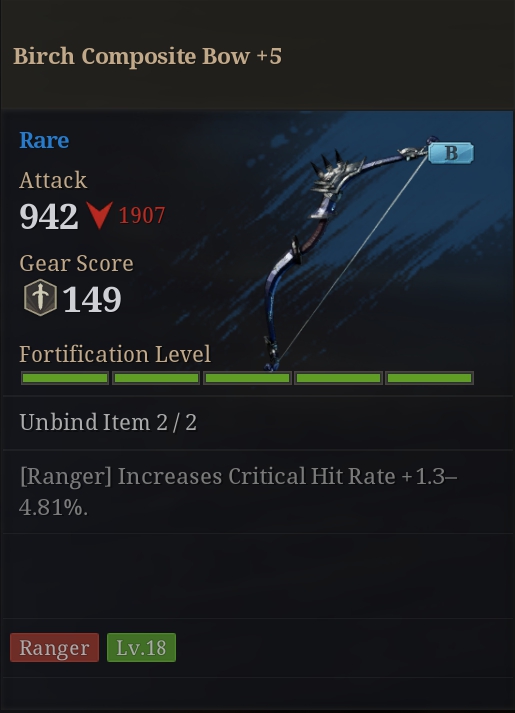 Birch Composite Bow +5
Rare
B
Attack
942 1907
Gear Score
149
Fortification Level
Unbind Item 2 / 2
[Ranger] Increases Critical Hit Rate +1.3–
4.81%.
Ranger Lv.18